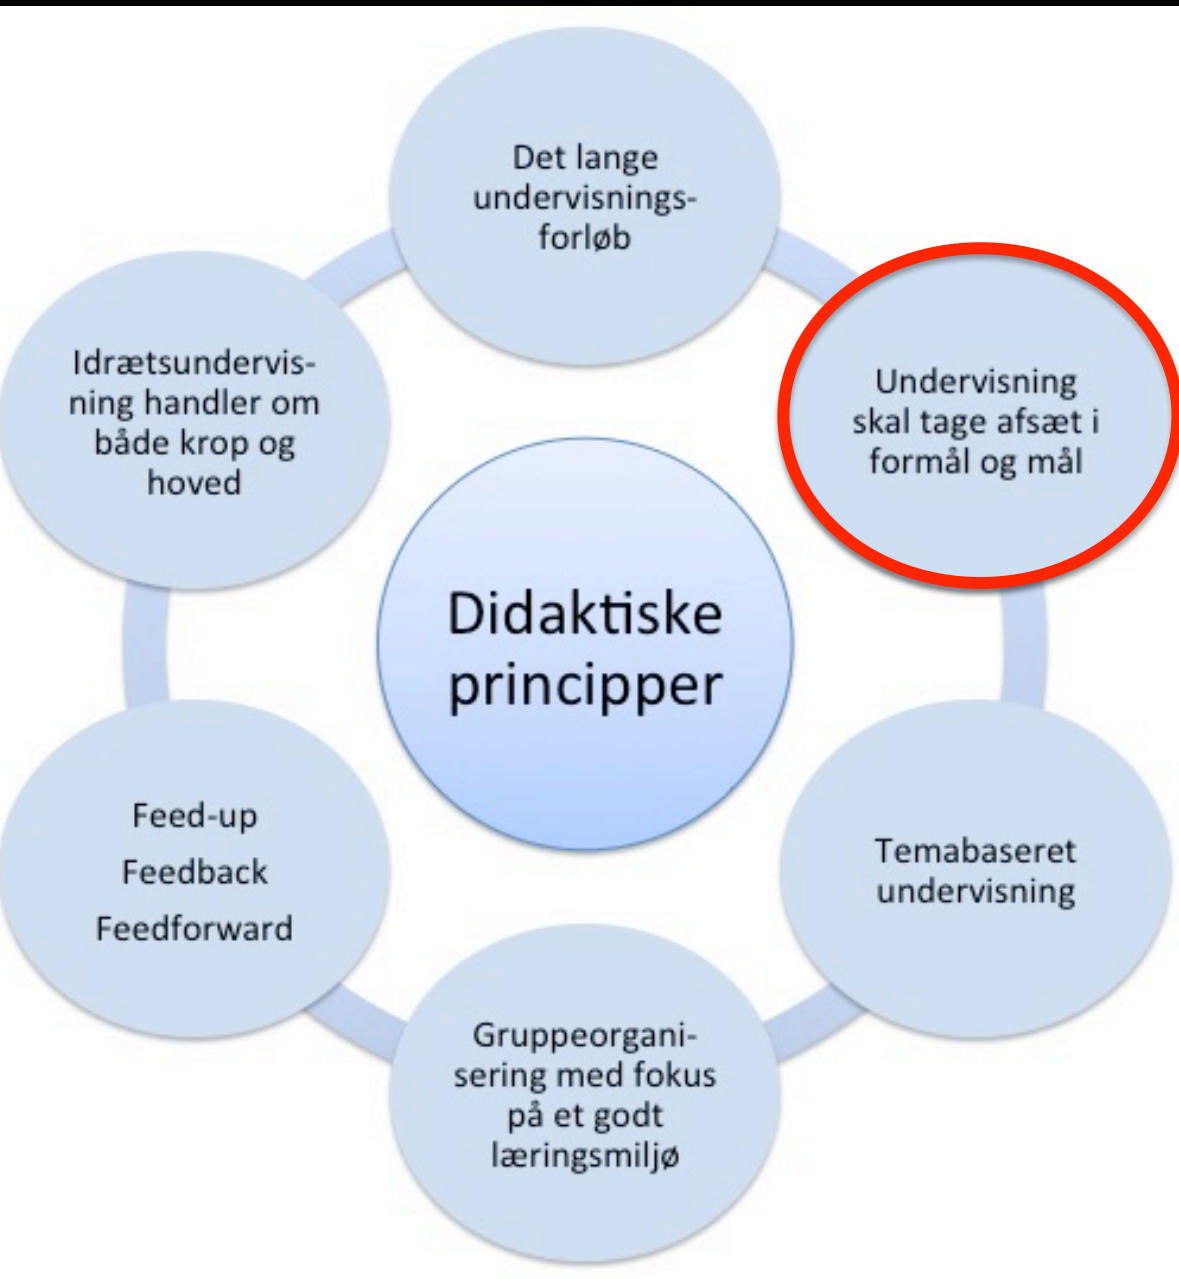 Det lange
undervisnings-
forløb
Undervisning
skal tage afsæt i
formål og mål
Temabaseret
undervisning
Gruppeorgani-
sering med fokus
på et godt
læringsmiljø
Feed-up
Feedback
Feedforward
Idrætsundervis-
ning handler om
både krop og
hoved
Didaktiske
principper